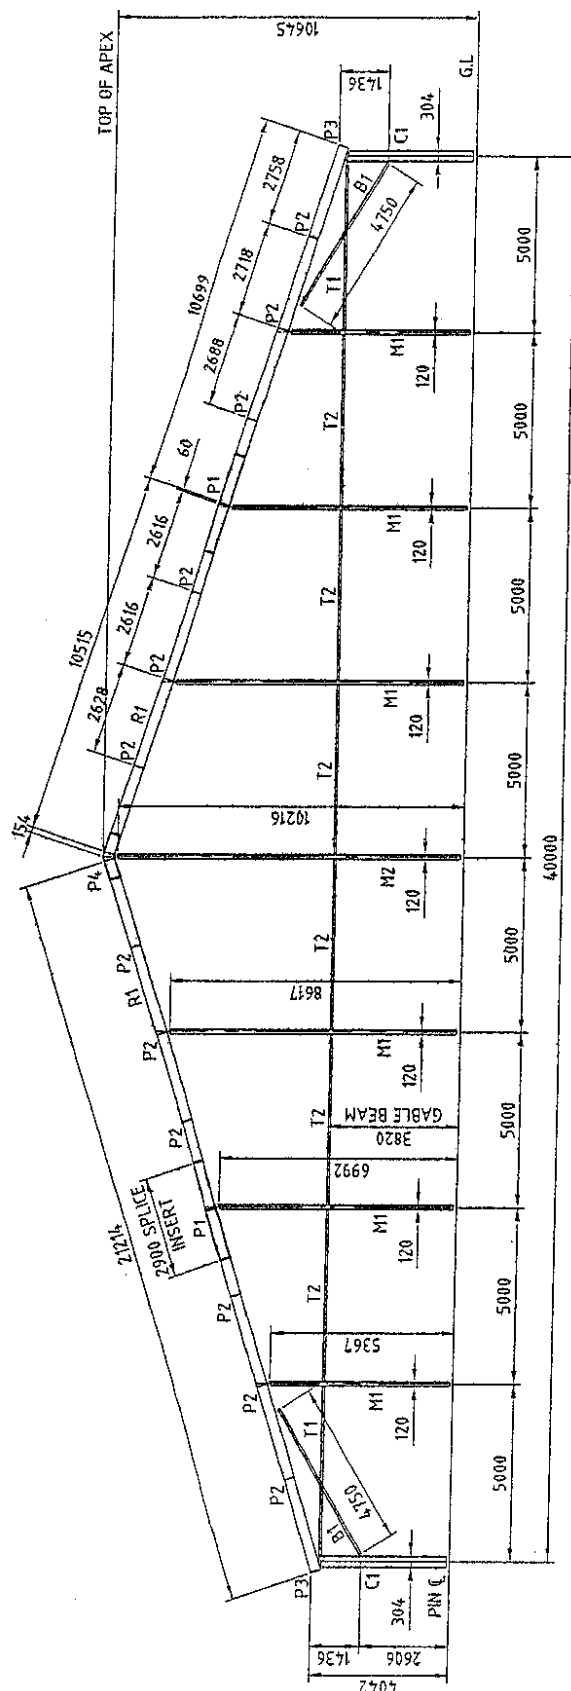 TOP OF APEX
10645
G.L
1436
304
C1
P3
2758
P2
2718
10699
P2
2688
P2
B1
4750
T1
M1
120
5000
T2
60
P1
2616
10515
P2
2616
P2
2628
R1
P2
M1
120
5000
T2
M1
120
5000
T2
154
P4
10216
M2
120
5000
40000
T2
P2
R1
P2
8617
M1
120
5000
T2
GABLE BEAM
3820
P2
6992
2900 SPLICE
INSERT
P1
21214
M1
120
5000
T2
P2
5367
P2
M1
120
5000
T1
P2
4750
B1
P3
C1
304
PIN ℄
5000
1436
2606
4042
5000